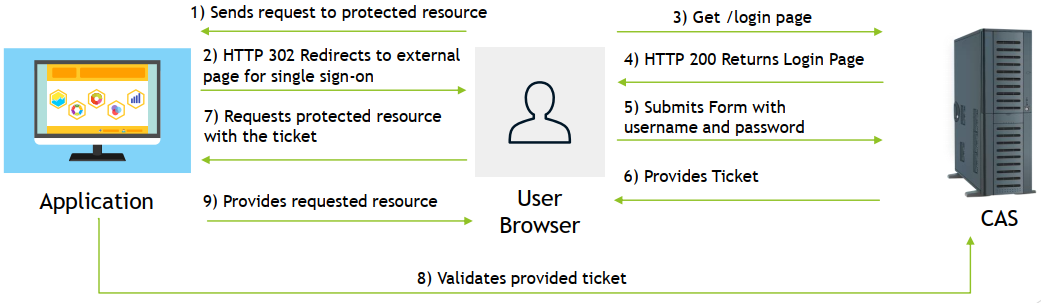 1) Sends request to protected resource
3) Get /login page
2) HTTP 302 Redirects to external
page for single sign-on
4) HTTP 200 Returns Login Page
7) Requests protected resource
with the ticket
5) Submits Form with
username and password
6) Provides Ticket
Application
9) Provides requested resource
User
Browser
CAS
8) Validates provided ticket